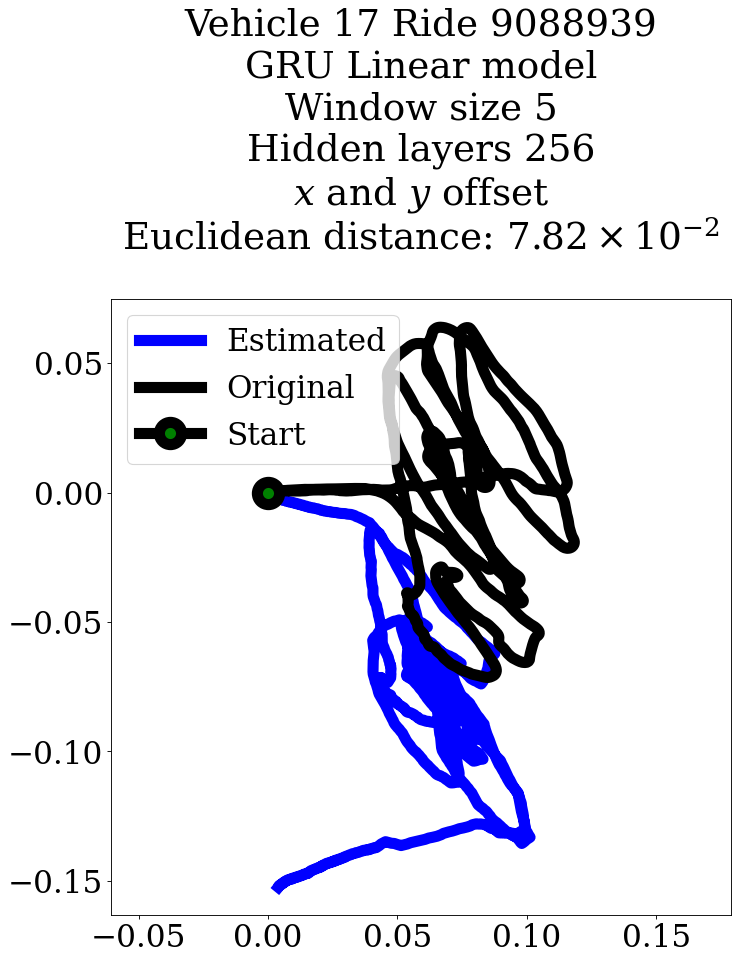 Vehicle 17 Ride 9088939
GRU Linear model
Window size 5
Hidden layers 256
x and y offset
Euclidean distance: 7.82 × 10⁻²
Estimated
Original
Start
0.05
0.00
−0.05
−0.10
−0.15
−0.05 0.00 0.05 0.10 0.15